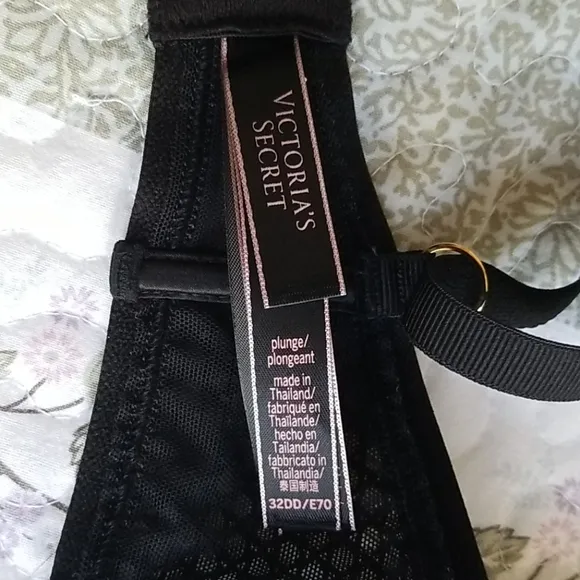 VICTORIA'S
SECRET
plunge/
plongeant
made in
Thailand/
fabriqué en
Thaïlande/
hecho en
Tailandia/
fabbricato in
Thailandia/
泰国制造
32DD/E70